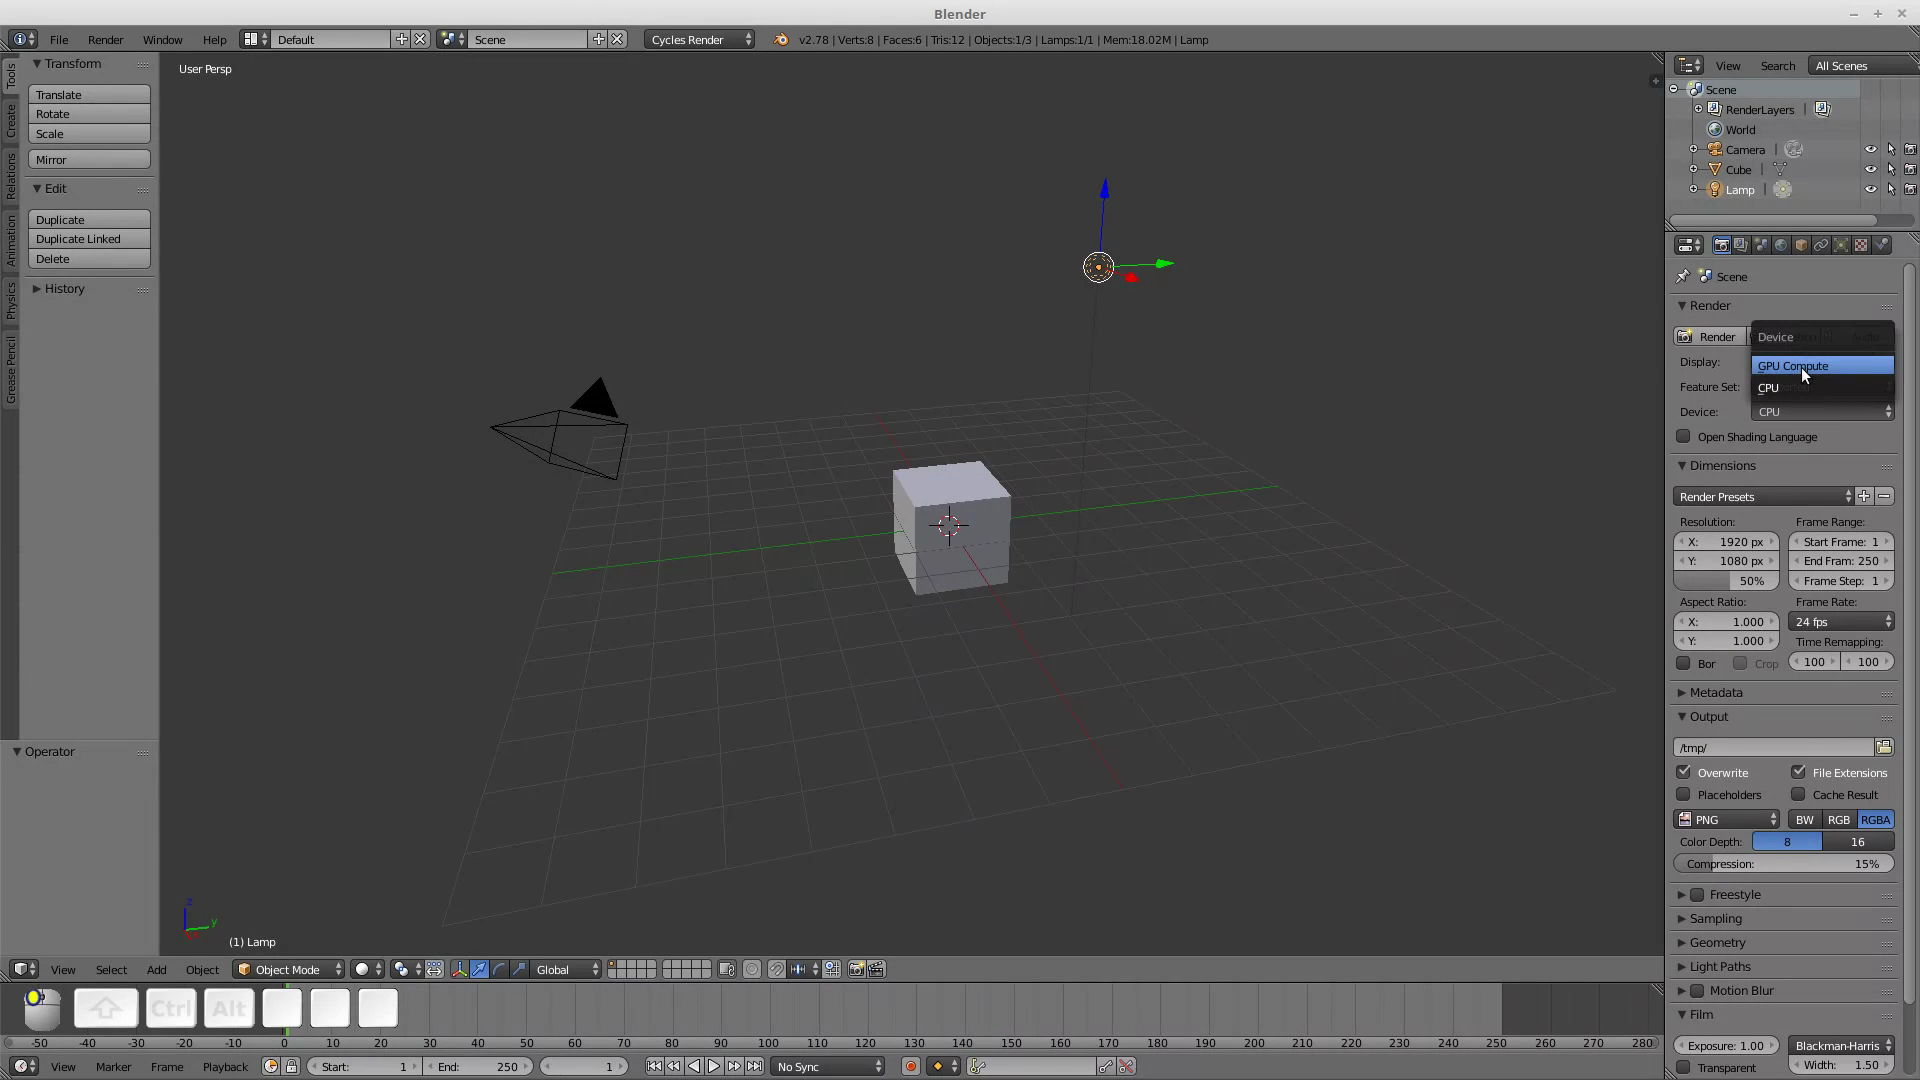 Blender
File Render Window Help Default Scene Cycles Render v2.78 | Verts:8 | Faces:6 | Tris:12 | Objects:1/3 | Lamps:1/1 | Mem:18.02M | Lamp
Tools
Create
Relations
Animation
Physics
Grease Pencil
Transform
Translate
Rotate
Scale
Mirror
Edit
Duplicate
Duplicate Linked
Delete
History
Operator
User Persp
(1) Lamp
z
y
View Search All Scenes
Scene
RenderLayers |
World
Camera |
Cube |
Lamp |
Scene
Render
Render
Device
Display:
GPU Compute
Feature Set:
CPU
Device: CPU
Open Shading Language
Dimensions
Render Presets
Resolution: Frame Range:
X: 1920 px Start Frame: 1
Y: 1080 px End Fram: 250
50% Frame Step: 1
Aspect Ratio: Frame Rate:
X: 1.000 24 fps
Y: 1.000 Time Remapping:
Bor Crop 100 100
Metadata
Output
/tmp/
Overwrite File Extensions
Placeholders Cache Result
PNG BW RGB RGBA
Color Depth: 8 16
Compression: 15%
Freestyle
Sampling
Geometry
Light Paths
Motion Blur
Film
Exposure: 1.00 Blackman-Harris
Transparent Width: 1.50
View Select Add Object Object Mode Global
Ctrl Alt
-50 -40 -30 -20 -10 0 10 20 30 40 50 60 70 80 90 100 110 120 130 140 150 160 170 180 190 200 210 220 230 240 250 260 270 280
View Marker Frame Playback Start: 1 End: 250 1 No Sync